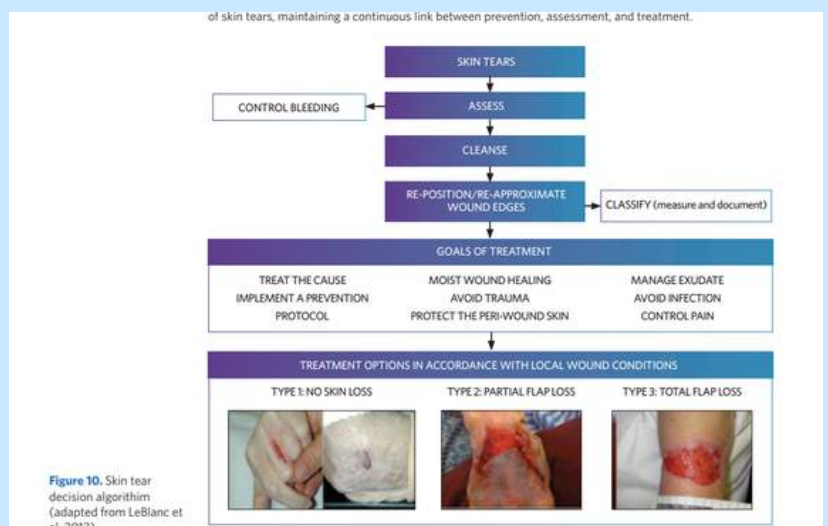 of skin tears, maintaining a continuous link between prevention, assessment, and treatment.
SKIN TEARS
CONTROL BLEEDING
ASSESS
CLEANSE
RE-POSITION/RE-APPROXIMATE
WOUND EDGES
CLASSIFY (measure and document)
GOALS OF TREATMENT
TREAT THE CAUSE
IMPLEMENT A PREVENTION
PROTOCOL
MOIST WOUND HEALING
AVOID TRAUMA
PROTECT THE PERI-WOUND SKIN
MANAGE EXUDATE
AVOID INFECTION
CONTROL PAIN
TREATMENT OPTIONS IN ACCORDANCE WITH LOCAL WOUND CONDITIONS
TYPE 1: NO SKIN LOSS
TYPE 2: PARTIAL FLAP LOSS
TYPE 3: TOTAL FLAP LOSS
Figure 10. Skin tear
decision algorithim
(adapted from LeBlanc et